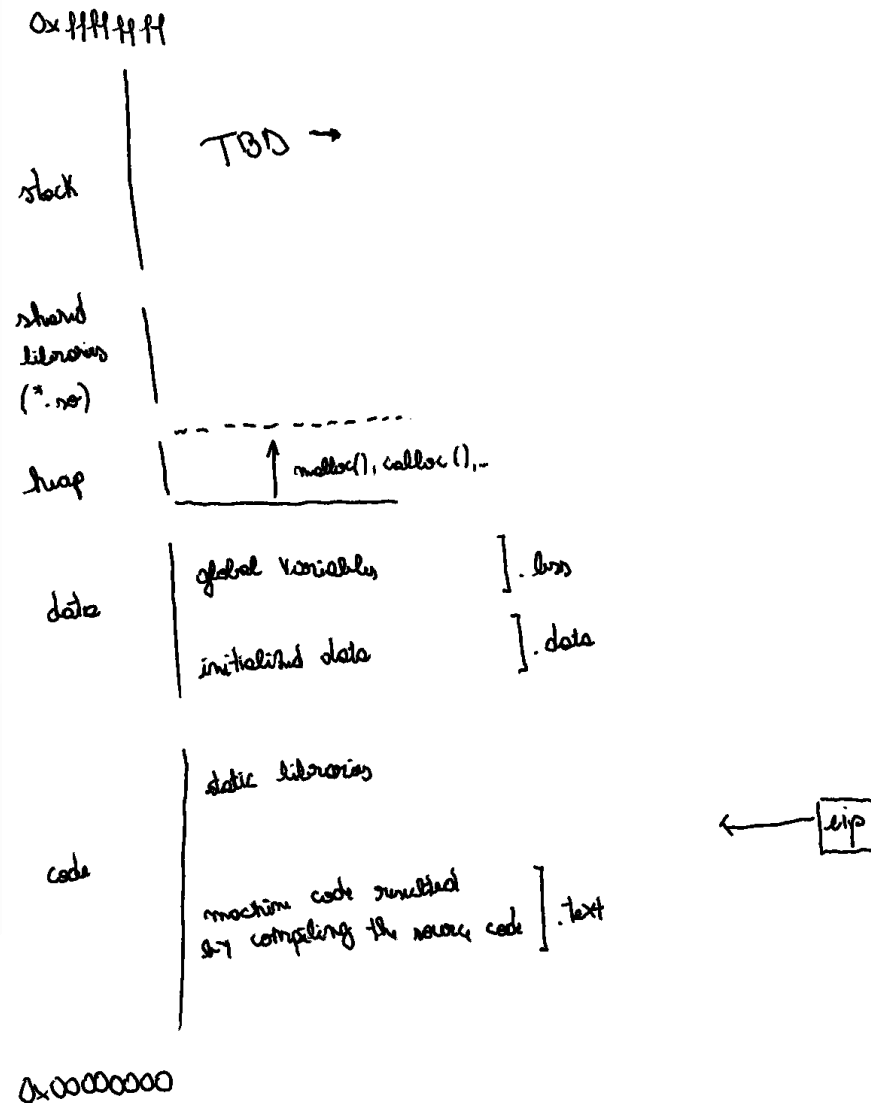 0xffffffff
TBD →
stack
shared
libraries
(*.so)
heap
malloc(), calloc(),..
data
global variables
].bss
initialized data
].data
static libraries
eip
code
machine code resulted
by compiling the source code
].text
0x00000000